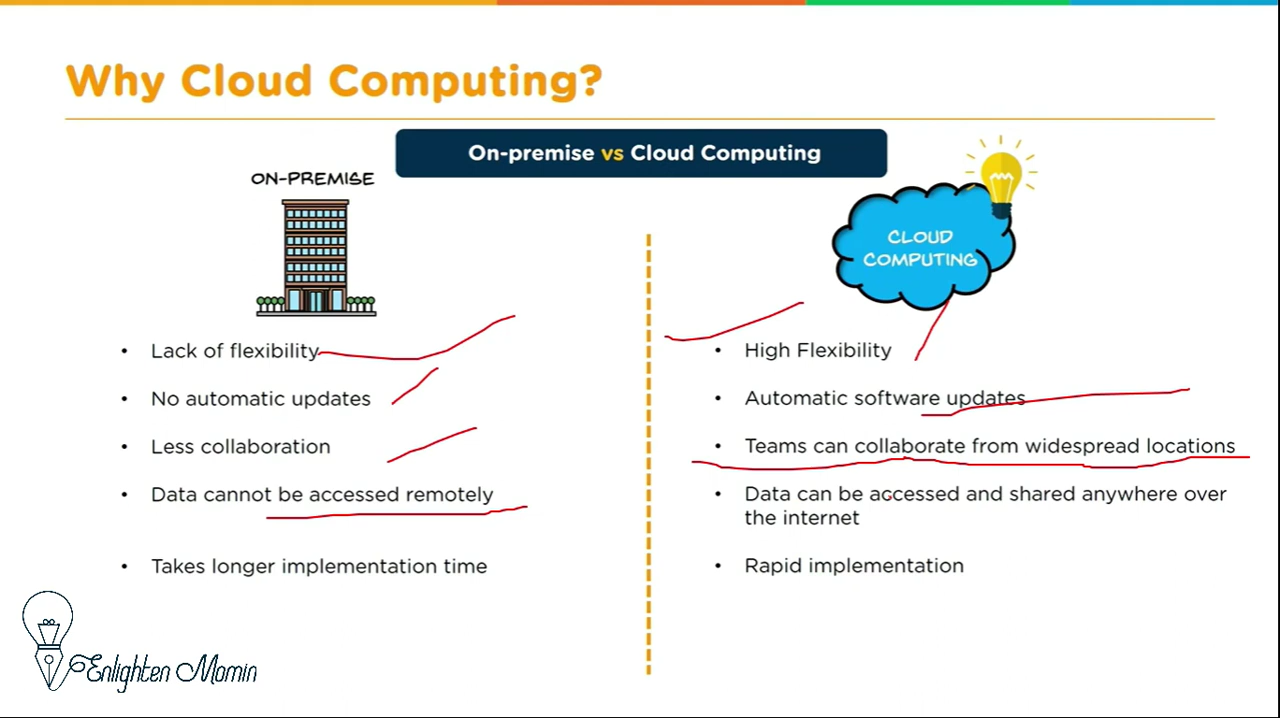 Why Cloud Computing?
On-premise vs Cloud Computing
ON-PREMISE
Lack of flexibility
No automatic updates
Less collaboration
Data cannot be accessed remotely
Takes longer implementation time
CLOUD
COMPUTING
High Flexibility
Automatic software updates
Teams can collaborate from widespread locations
Data can be accessed and shared anywhere over
the internet
Rapid implementation
Enlighten Momin